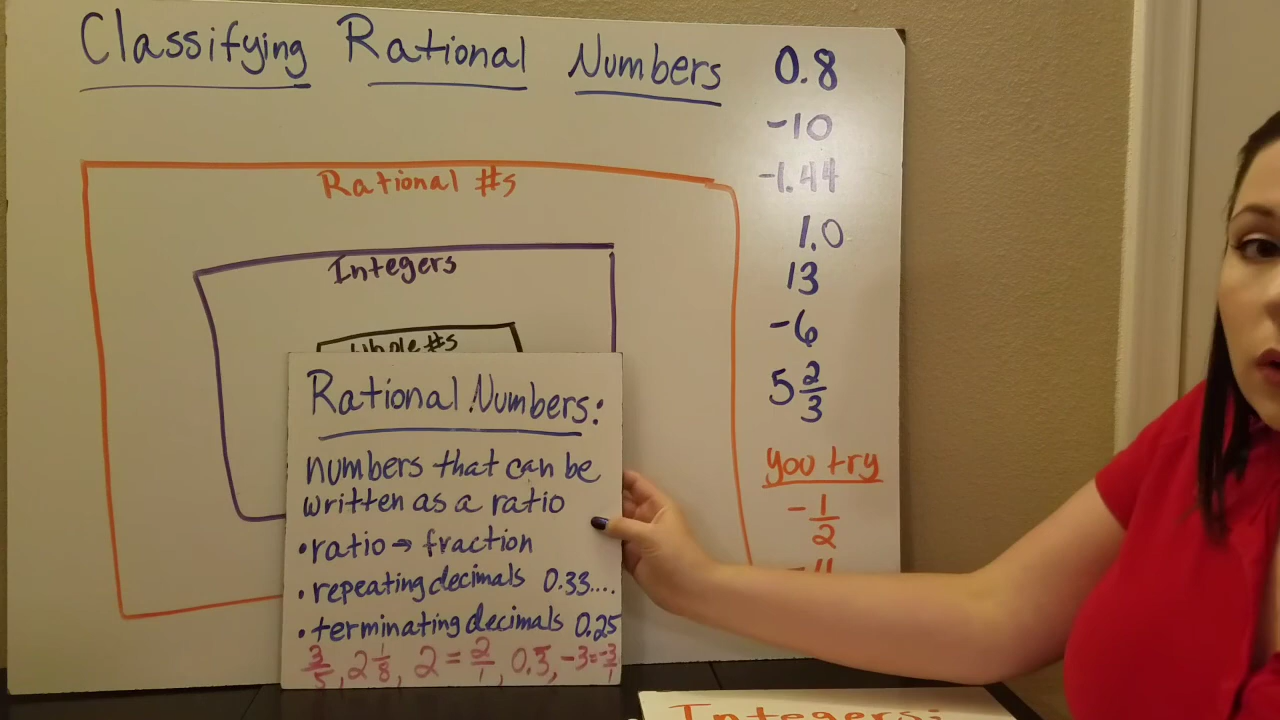 Classifying Rational Numbers
Rational #s
Integers
Whole #s
Rational Numbers:
numbers that can be
written as a ratio
• ratio → fraction
• repeating decimals 0.33....
• terminating decimals 0.25
3/5, 2 1/8, 2 = 2/1, 0.5, -3 = -3/1
0.8
-10
-1.44
1.0
13
-6
5 2/3
you try
- 1/2
Integers: